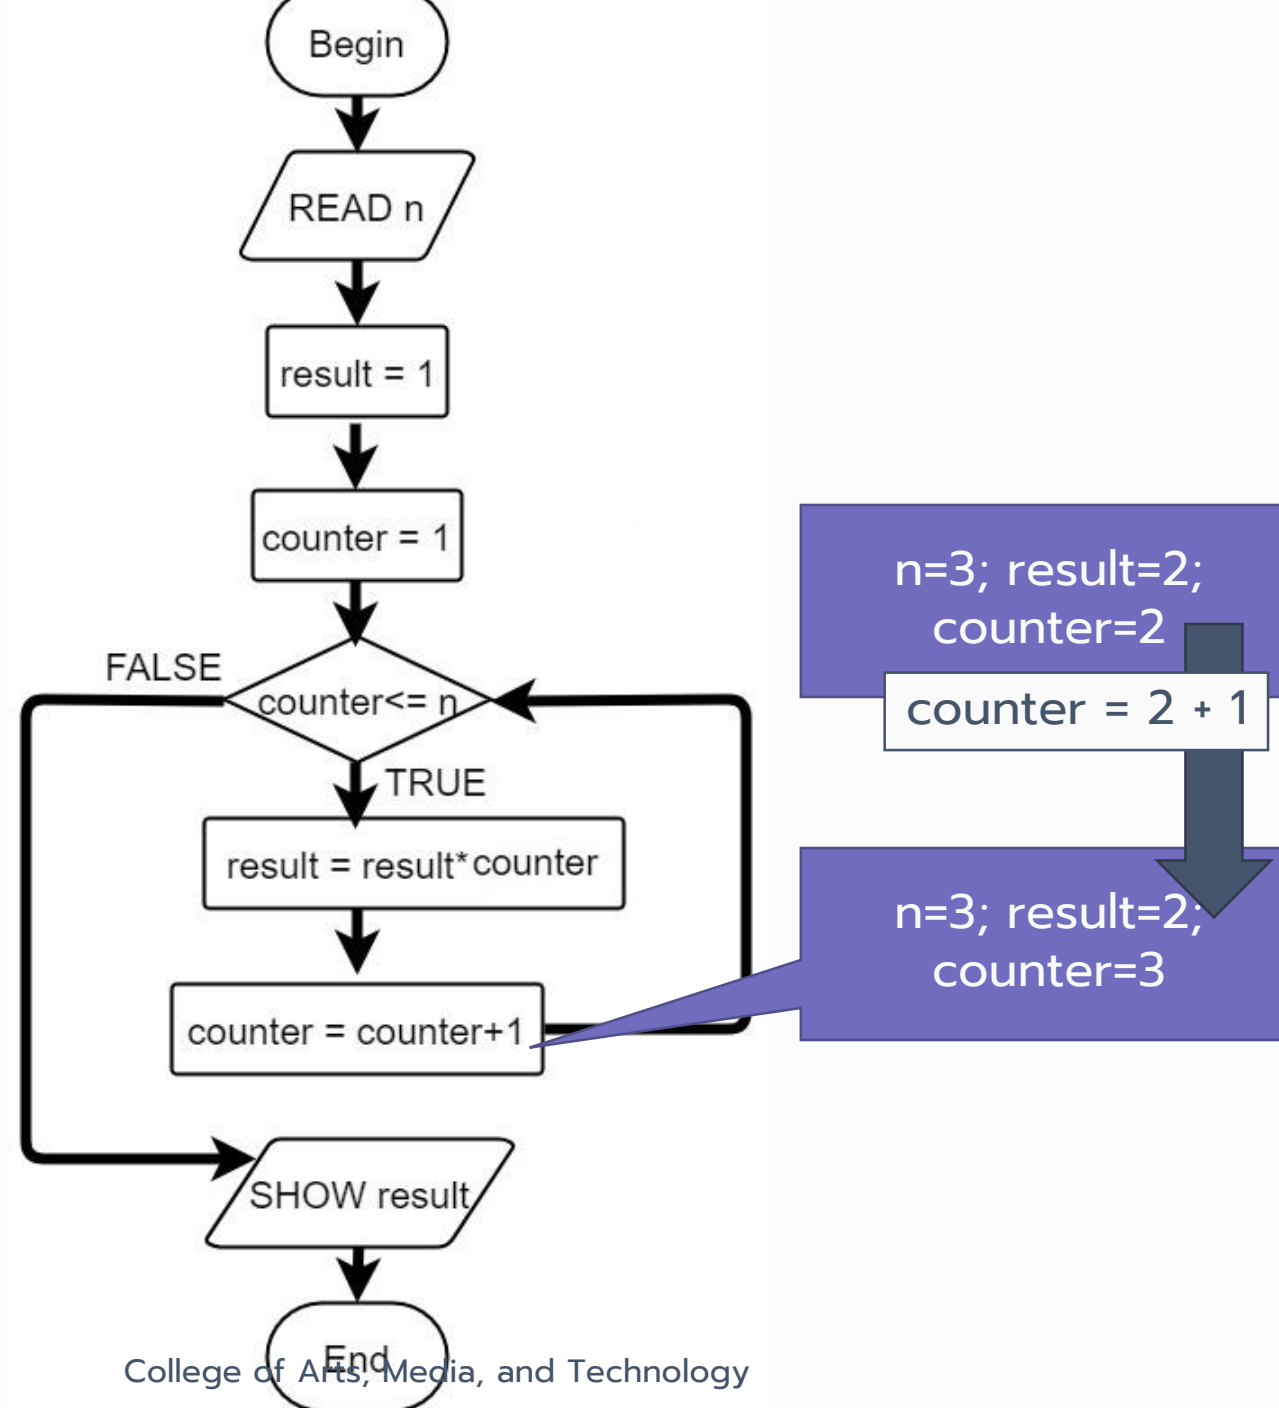 Begin
READ n
result = 1
counter = 1
FALSE
counter<= n
TRUE
result = result*counter
counter = counter+1
SHOW result
End
n=3; result=2;
counter=2
counter = 2 + 1
n=3; result=2;
counter=3
College of Arts, Media, and Technology